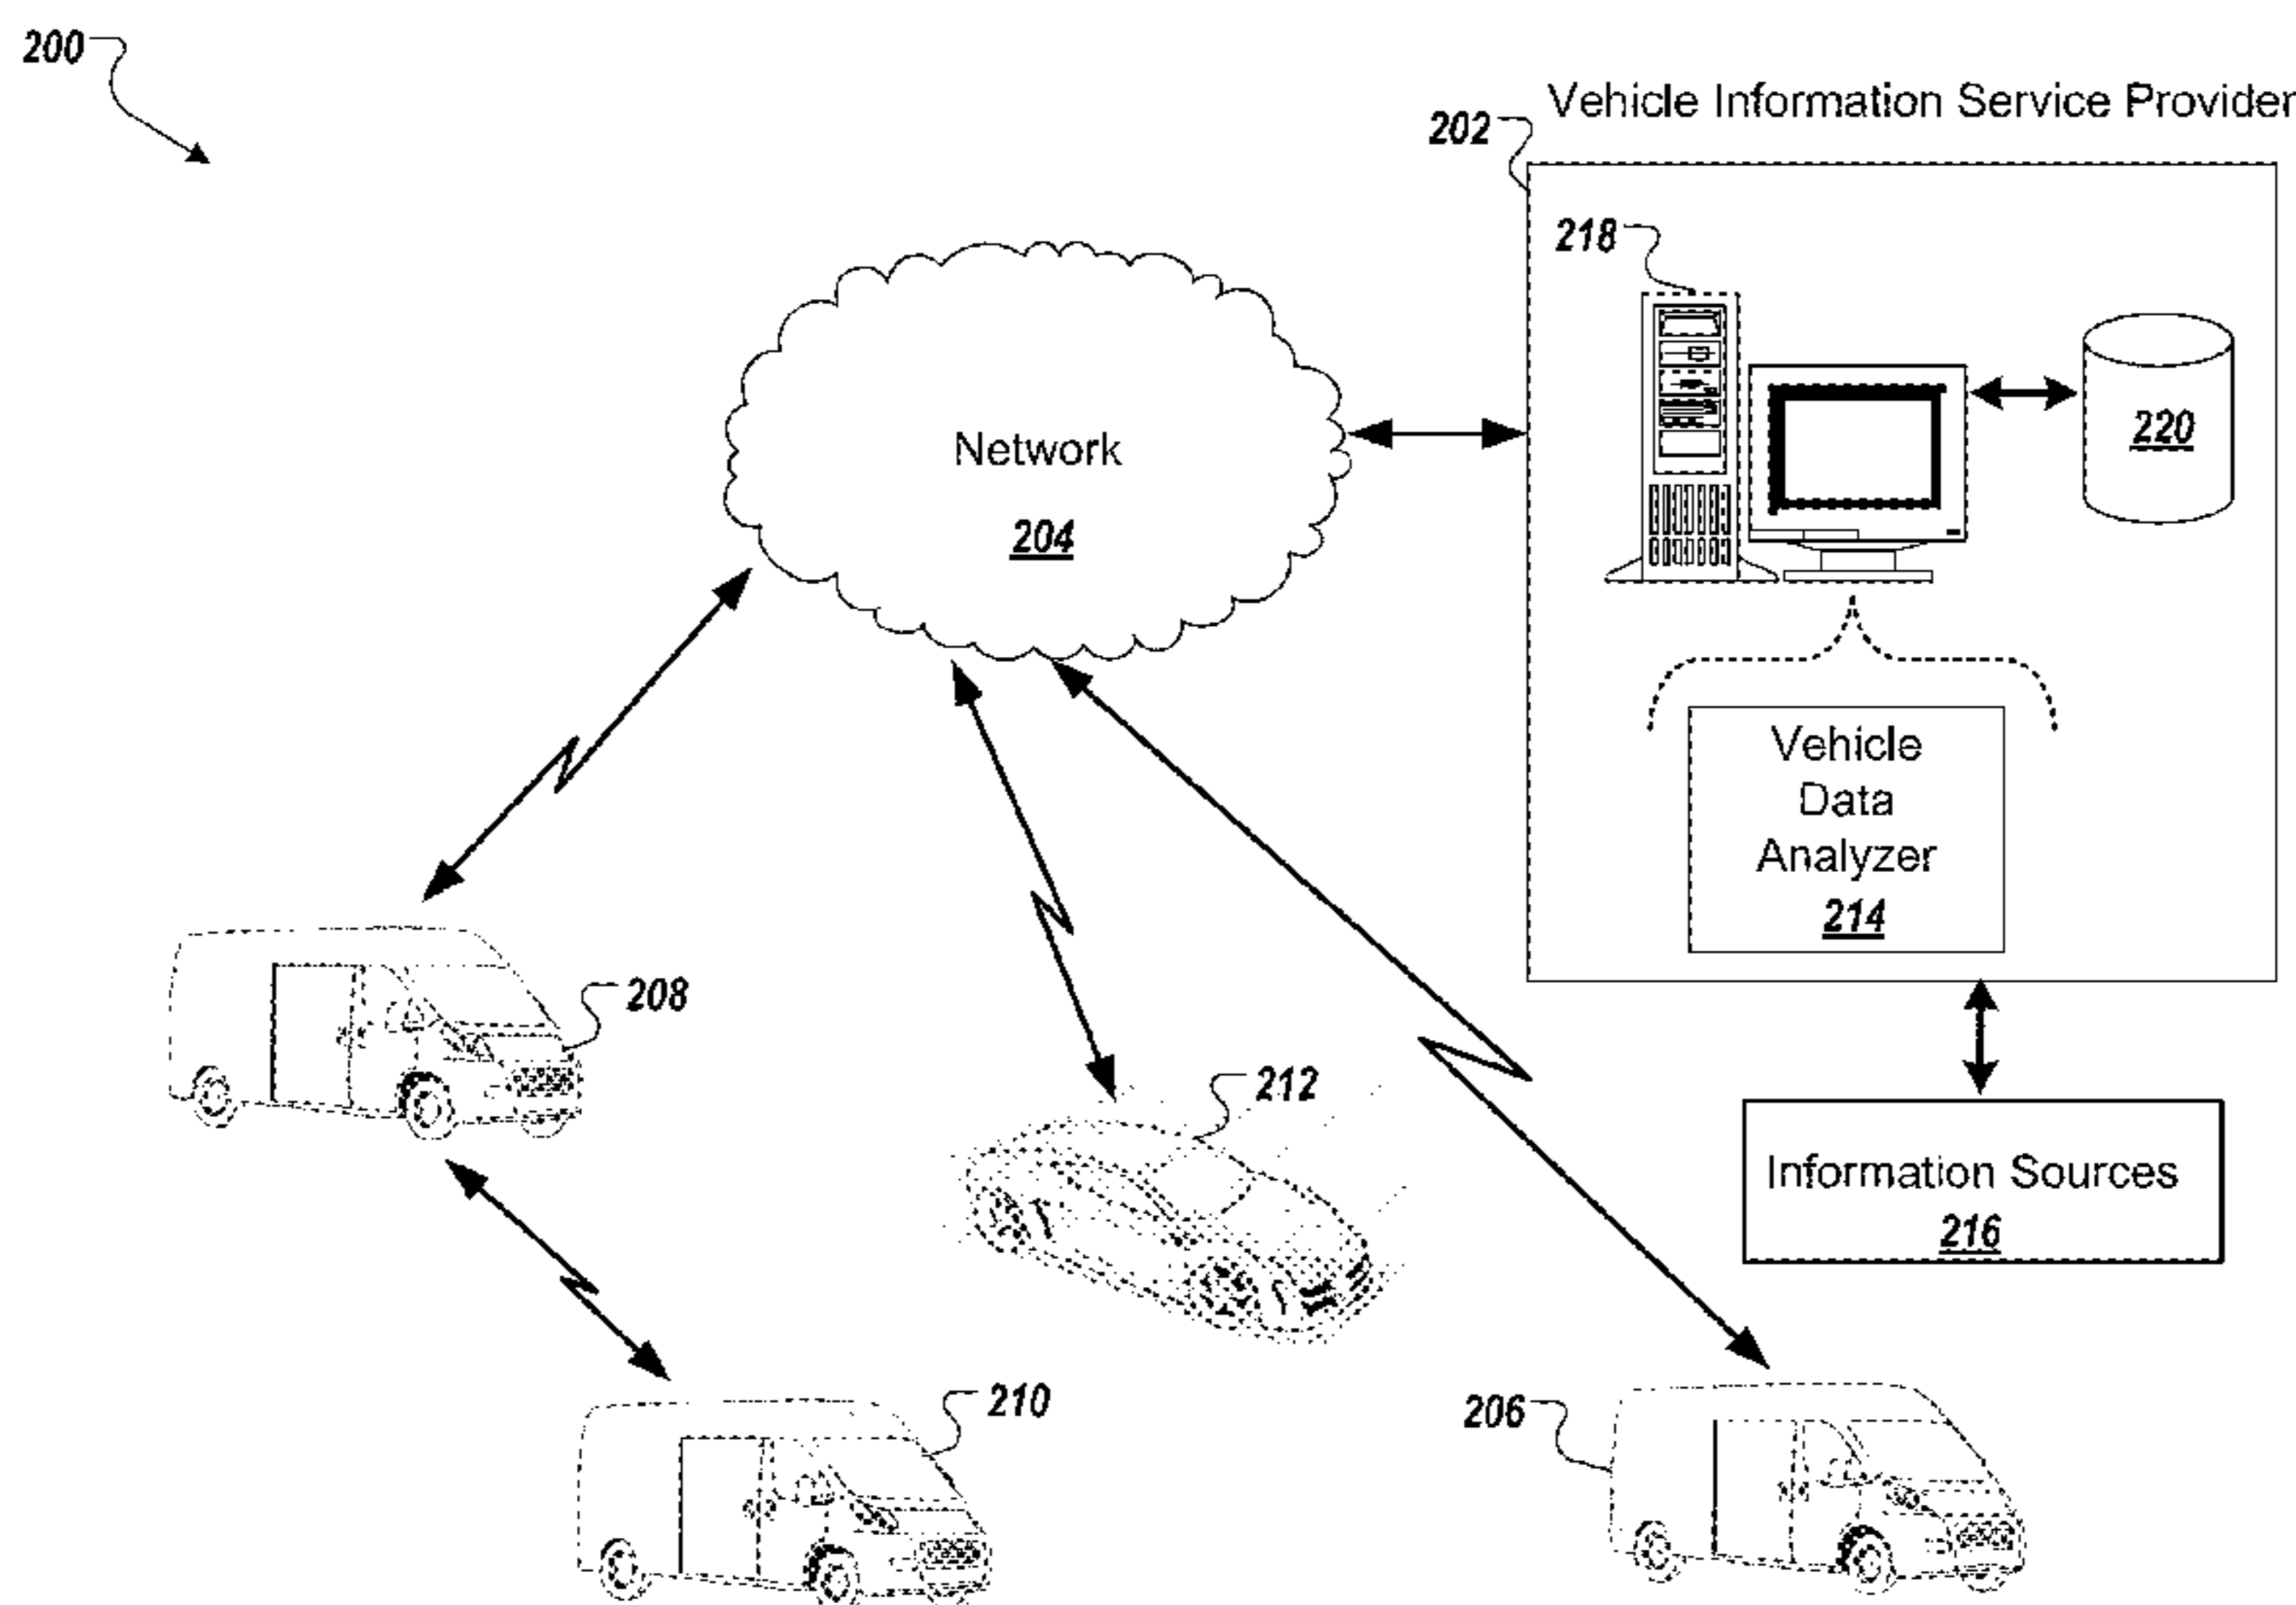 200
Vehicle Information Service Provider
202
218
220
Network
204
Vehicle
Data
Analyzer
214
208
212
Information Sources
216
210
206